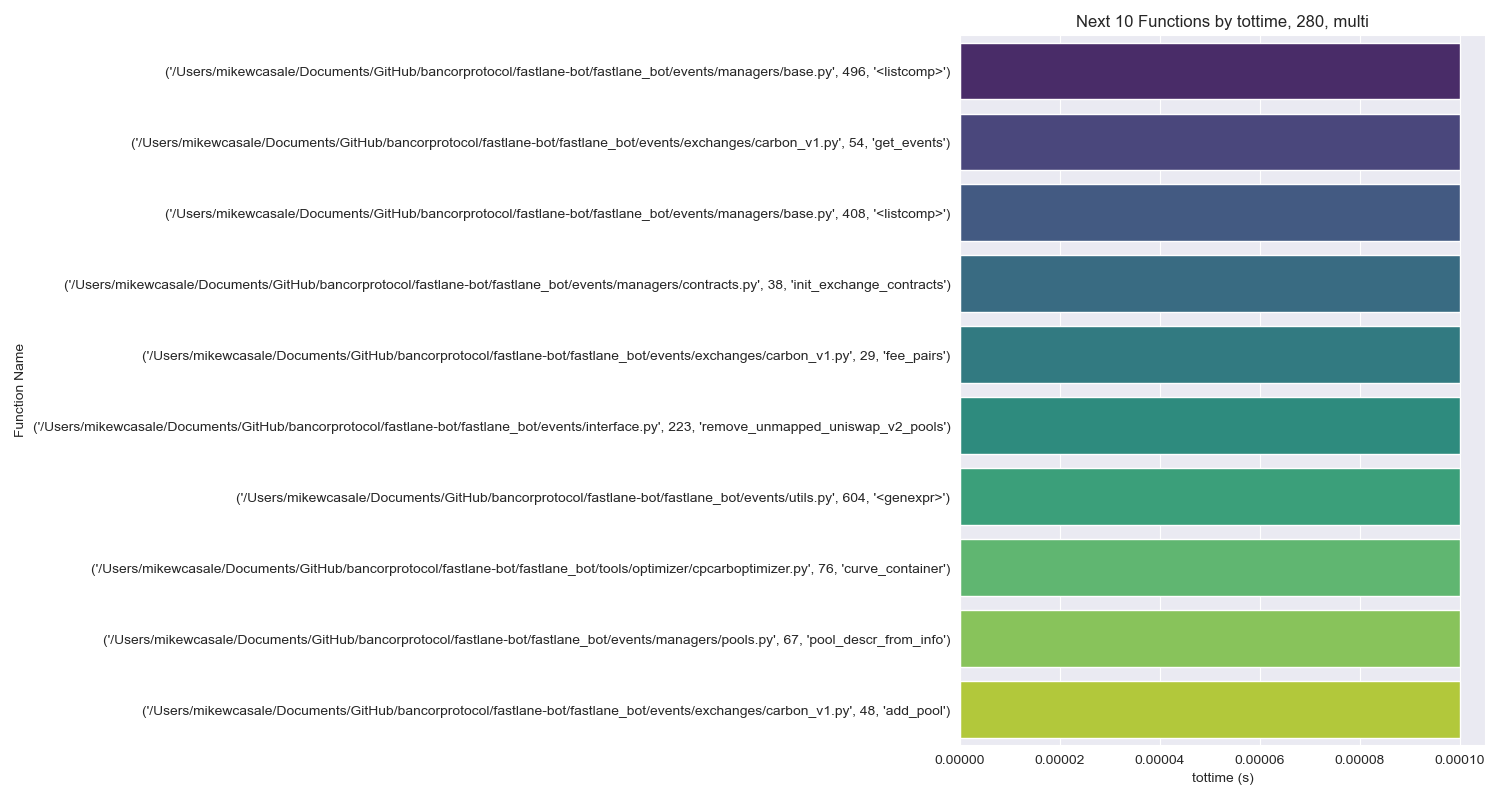 Next 10 Functions by tottime, 280, multi
('/Users/mikewcasale/Documents/GitHub/bancorprotocol/fastlane-bot/fastlane_bot/events/managers/base.py', 496, '<listcomp>')
('/Users/mikewcasale/Documents/GitHub/bancorprotocol/fastlane-bot/fastlane_bot/events/exchanges/carbon_v1.py', 54, 'get_events')
('/Users/mikewcasale/Documents/GitHub/bancorprotocol/fastlane-bot/fastlane_bot/events/managers/base.py', 408, '<listcomp>')
('/Users/mikewcasale/Documents/GitHub/bancorprotocol/fastlane-bot/fastlane_bot/events/managers/contracts.py', 38, 'init_exchange_contracts')
('/Users/mikewcasale/Documents/GitHub/bancorprotocol/fastlane-bot/fastlane_bot/events/exchanges/carbon_v1.py', 29, 'fee_pairs')
('/Users/mikewcasale/Documents/GitHub/bancorprotocol/fastlane-bot/fastlane_bot/events/interface.py', 223, 'remove_unmapped_uniswap_v2_pools')
('/Users/mikewcasale/Documents/GitHub/bancorprotocol/fastlane-bot/fastlane_bot/events/utils.py', 604, '<genexpr>')
('/Users/mikewcasale/Documents/GitHub/bancorprotocol/fastlane-bot/fastlane_bot/tools/optimizer/cpcarboptimizer.py', 76, 'curve_container')
('/Users/mikewcasale/Documents/GitHub/bancorprotocol/fastlane-bot/fastlane_bot/events/managers/pools.py', 67, 'pool_descr_from_info')
('/Users/mikewcasale/Documents/GitHub/bancorprotocol/fastlane-bot/fastlane_bot/events/exchanges/carbon_v1.py', 48, 'add_pool')
Function Name
0.00000 0.00002 0.00004 0.00006 0.00008 0.00010
tottime (s)